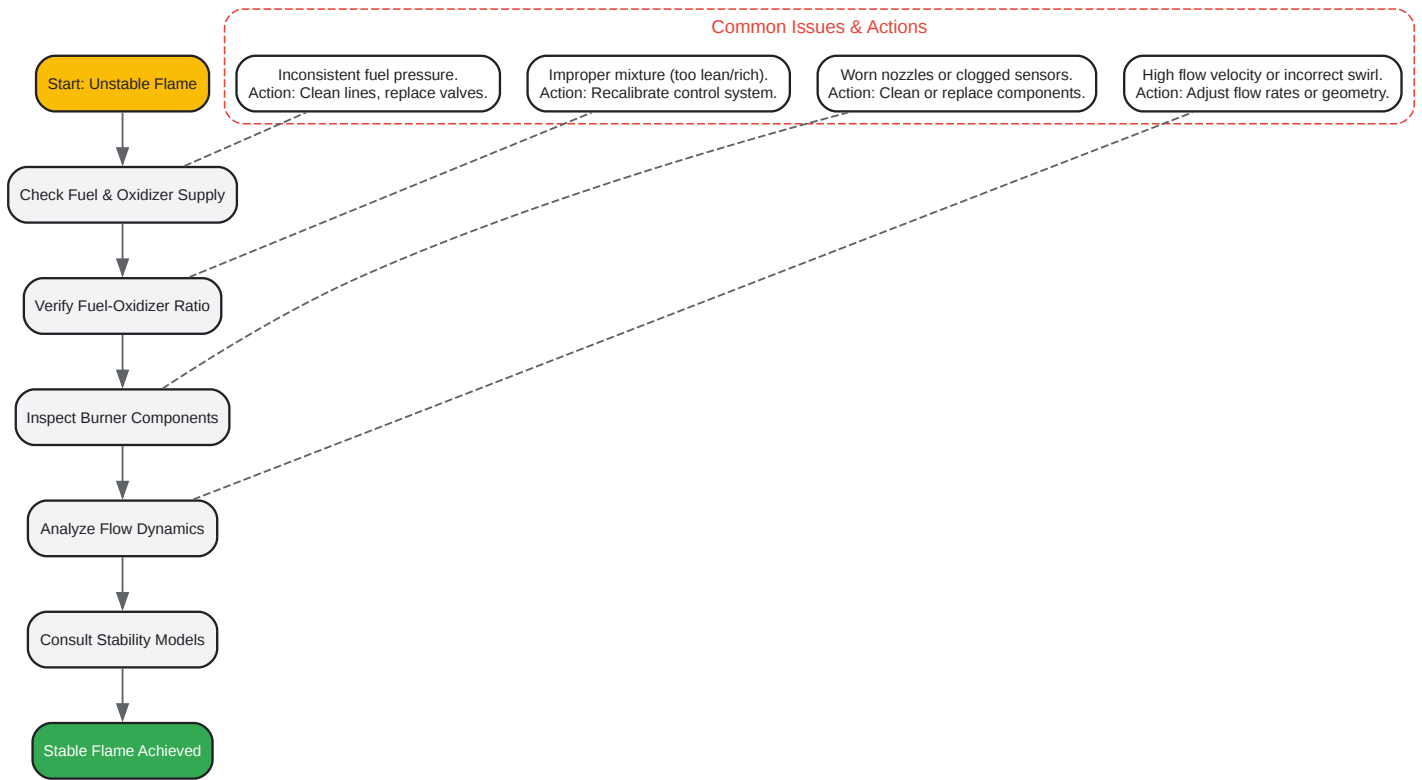 Common Issues & Actions
Start: Unstable Flame
Inconsistent fuel pressure.
Action: Clean lines, replace valves.
Improper mixture (too lean/rich).
Action: Recalibrate control system.
Worn nozzles or clogged sensors.
Action: Clean or replace components.
High flow velocity or incorrect swirl.
Action: Adjust flow rates or geometry.
Check Fuel & Oxidizer Supply
Verify Fuel-Oxidizer Ratio
Inspect Burner Components
Analyze Flow Dynamics
Consult Stability Models
Stable Flame Achieved